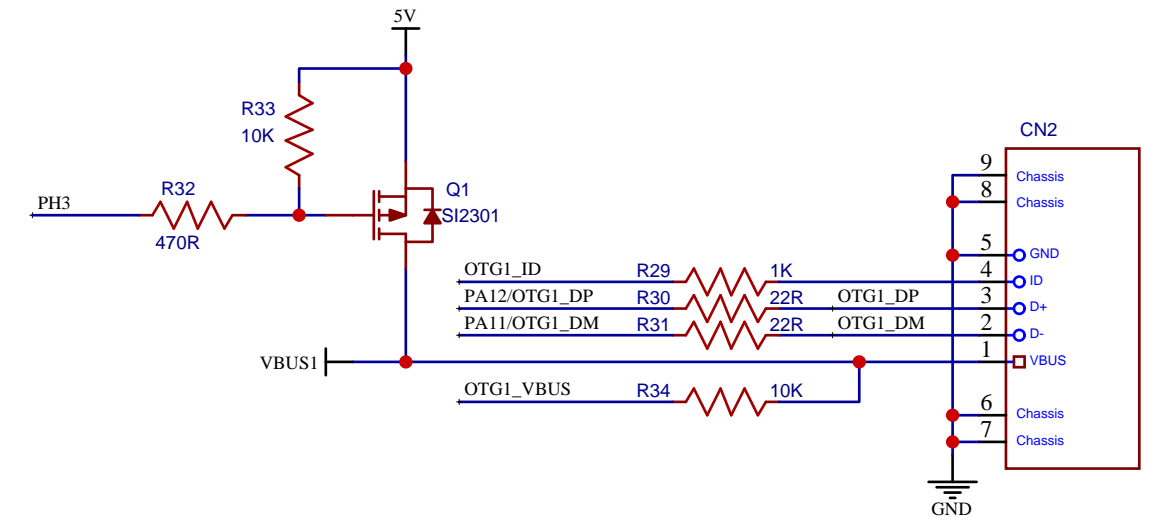 5V
R33
10K
CN2
9 Chassis
8 Chassis
PH3
R32
470R
Q1
SI2301
5 GND
OTG1_ID R29 1K 4 ID
PA12/OTG1_DP R30 22R OTG1_DP 3 D+
PA11/OTG1_DM R31 22R OTG1_DM 2 D-
VBUS1 1 VBUS
OTG1_VBUS R34 10K
6 Chassis
7 Chassis
GND